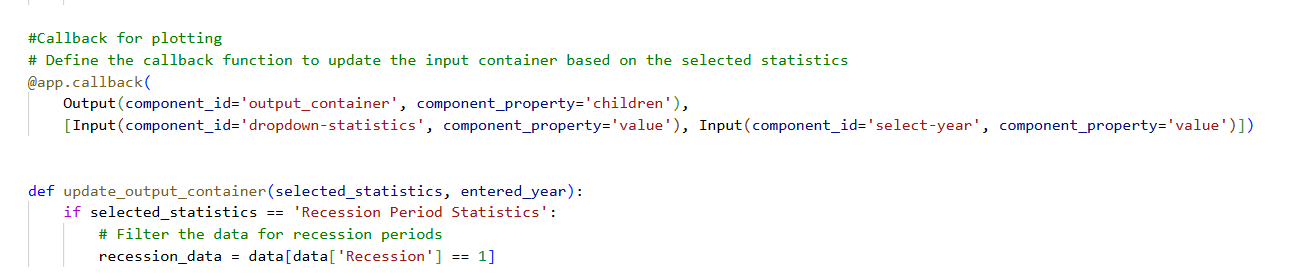 #Callback for plotting
# Define the callback function to update the input container based on the selected statistics
@app.callback(
    Output(component_id='output_container', component_property='children'),
    [Input(component_id='dropdown-statistics', component_property='value'), Input(component_id='select-year', component_property='value')])
def update_output_container(selected_statistics, entered_year):
    if selected_statistics == 'Recession Period Statistics':
        # Filter the data for recession periods
        recession_data = data[data['Recession'] == 1]